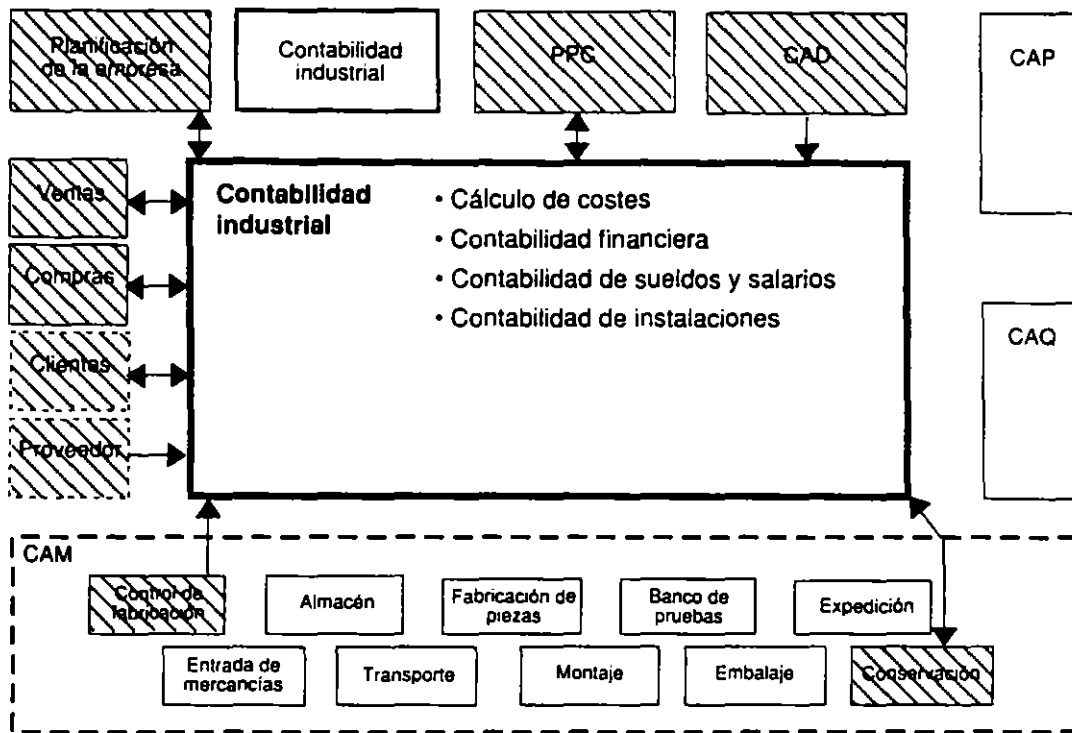 Planificación
de la empresa
Contabilidad
industrial
PPC
CAD
CAP
Ventas
Compras
Clientes
Proveedor
Contabilidad
industrial
• Cálculo de costes
• Contabilidad financiera
• Contabilidad de sueldos y salarios
• Contabilidad de instalaciones
CAQ
CAM
Control de
fabricación
Almacén
Fabricación de
piezas
Banco de
pruebas
Expedición
Entrada de
mercancías
Transporte
Montaje
Embalaje
Conservación